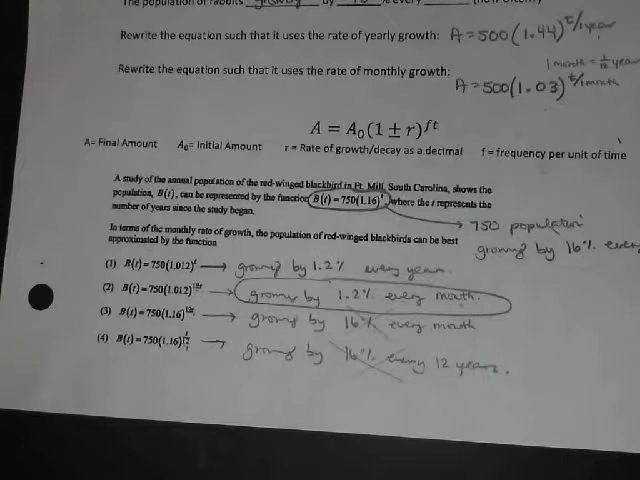 The population of rabbits growing by
Rewrite the equation such that it uses the rate of yearly growth: A = 500(1.44)^t/1year
1 month = 1/12 year
Rewrite the equation such that it uses the rate of monthly growth:
A = 500(1.03)^t/1month
A = A₀(1 ± r)^ft
A= Final Amount A₀= Initial Amount r = Rate of growth/decay as a decimal f = frequency per unit of time
A study of the annual population of the red-winged blackbird in Ft. Mill, South Carolina, shows the
population, B(t), can be represented by the function B(t) = 750(1.16)^t, where the t represents the
number of years since the study began.
750 population
growing by 16% every
In terms of the monthly rate of growth, the population of red-winged blackbirds can be best
approximated by the function
(1) B(t) = 750(1.012)^t → growing by 1.2% every year.
(2) B(t) = 750(1.012)^12t → growing by 1.2% every month.
(3) B(t) = 750(1.16)^12t → growing by 16% every month
(4) B(t) = 750(1.16)^t/12 → growing by 16% every 12 years.